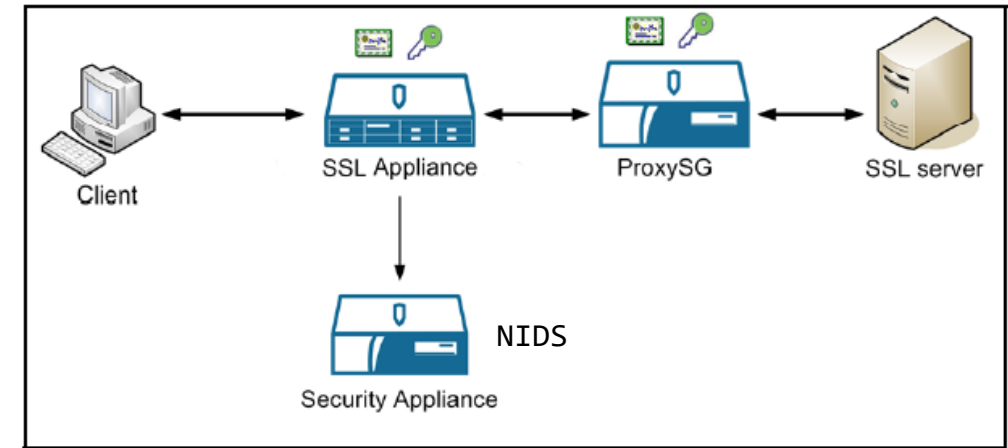 SSL Appliance
ProxySG
SSL server
Client
NIDS
Security Appliance